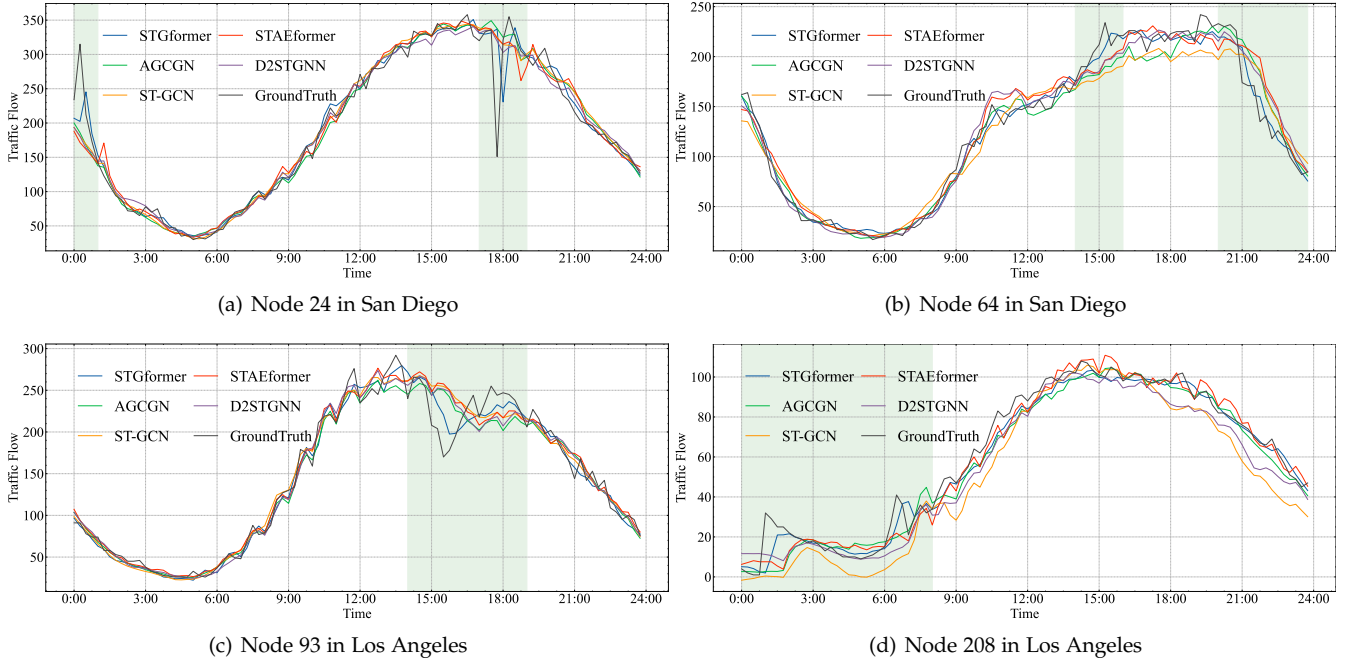 350
300
250
200
150
100
50
Traffic Flow
STGformer
STAEformer
AGCGN
D2STGNN
ST-GCN
GroundTruth
0:00 3:00 6:00 9:00 12:00 15:00 18:00 21:00 24:00
Time
(a) Node 24 in San Diego
250
200
150
100
50
Traffic Flow
STGformer
STAEformer
AGCGN
D2STGNN
ST-GCN
GroundTruth
0:00 3:00 6:00 9:00 12:00 15:00 18:00 21:00 24:00
Time
(b) Node 64 in San Diego
300
250
200
150
100
50
Traffic Flow
STGformer
STAEformer
AGCGN
D2STGNN
ST-GCN
GroundTruth
0:00 3:00 6:00 9:00 12:00 15:00 18:00 21:00 24:00
Time
(c) Node 93 in Los Angeles
100
80
60
40
20
0
Traffic Flow
STGformer
STAEformer
AGCGN
D2STGNN
ST-GCN
GroundTruth
0:00 3:00 6:00 9:00 12:00 15:00 18:00 21:00 24:00
Time
(d) Node 208 in Los Angeles